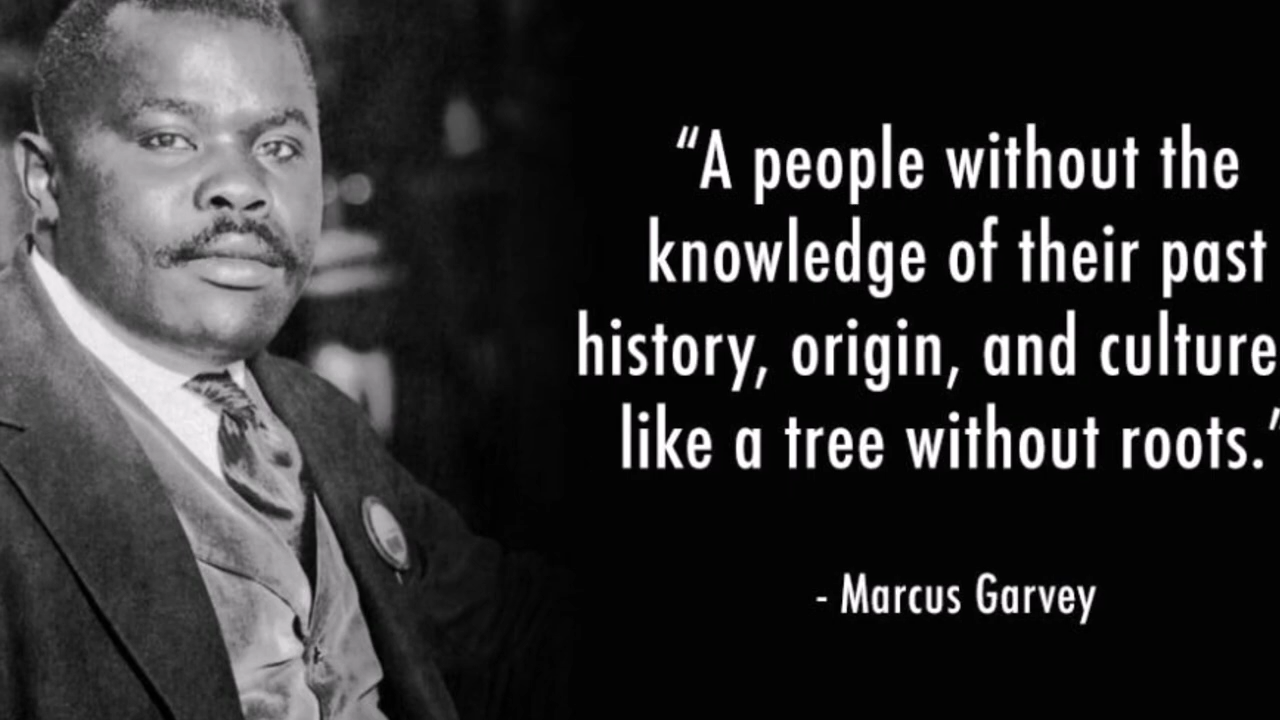 “A people without the
knowledge of their past
history, origin, and culture
like a tree without roots.”
- Marcus Garvey